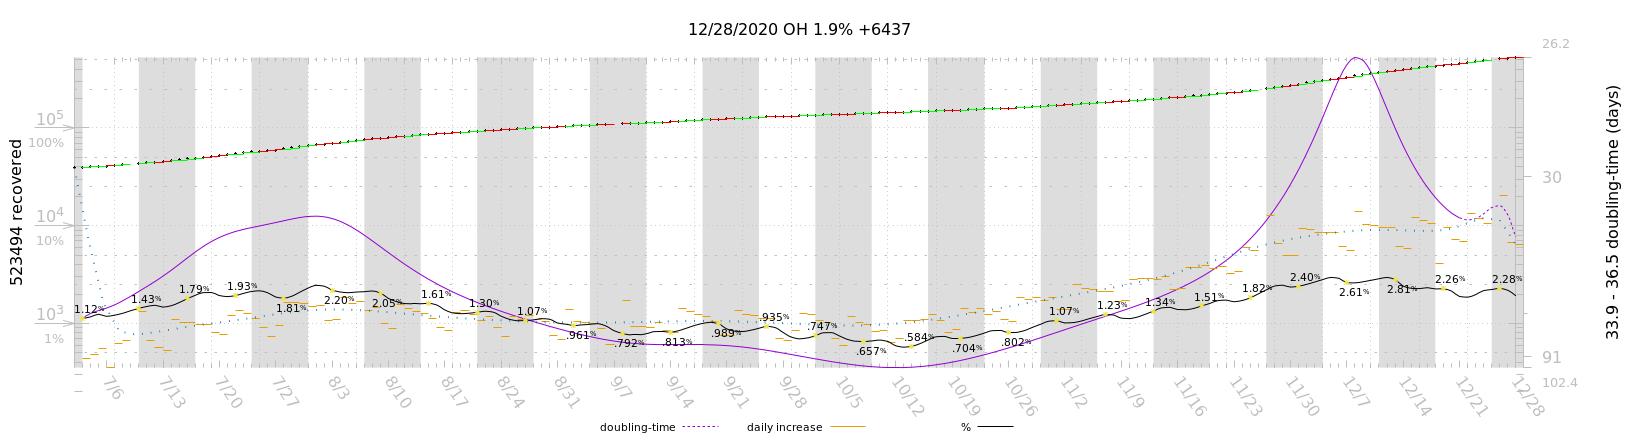 12/28/2020 OH 1.9% +6437
26.2
10^5
100%
30
10^4
10%
10^3
1%
91
102.4
523494 recovered
33.9 - 36.5 doubling-time (days)
1.12% 1.43% 1.79% 1.93% 1.81% 2.20% 2.05% 1.61% 1.30% 1.07% .961% .792% .813% .989% .935% .747% .657% .584% .704% .802% 1.07% 1.23% 1.34% 1.51% 1.82% 2.40% 2.61% 2.81% 2.26% 2.28%
7/6 7/13 7/20 7/27 8/3 8/10 8/17 8/24 8/31 9/7 9/14 9/21 9/28 10/5 10/12 10/19 10/26 11/2 11/9 11/16 11/23 11/30 12/7 12/14 12/21 12/28
doubling-time daily increase %